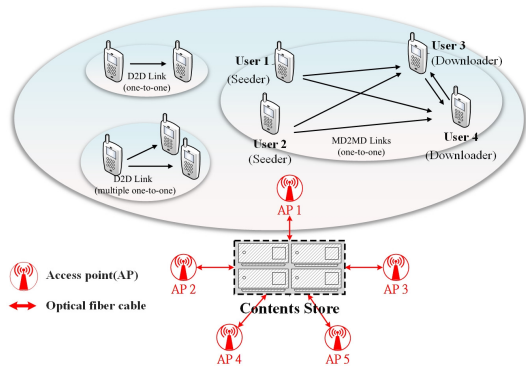 D2D Link
(one-to-one)
User 1
(Seeder)
User 3
(Downloader)
User 2
(Seeder)
MD2MD Links
(one-to-one)
User 4
(Downloader)
D2D Link
(multiple one-to-one)
AP 1
AP 2
AP 3
Contents Store
AP 4
AP 5
Access point(AP)
Optical fiber cable